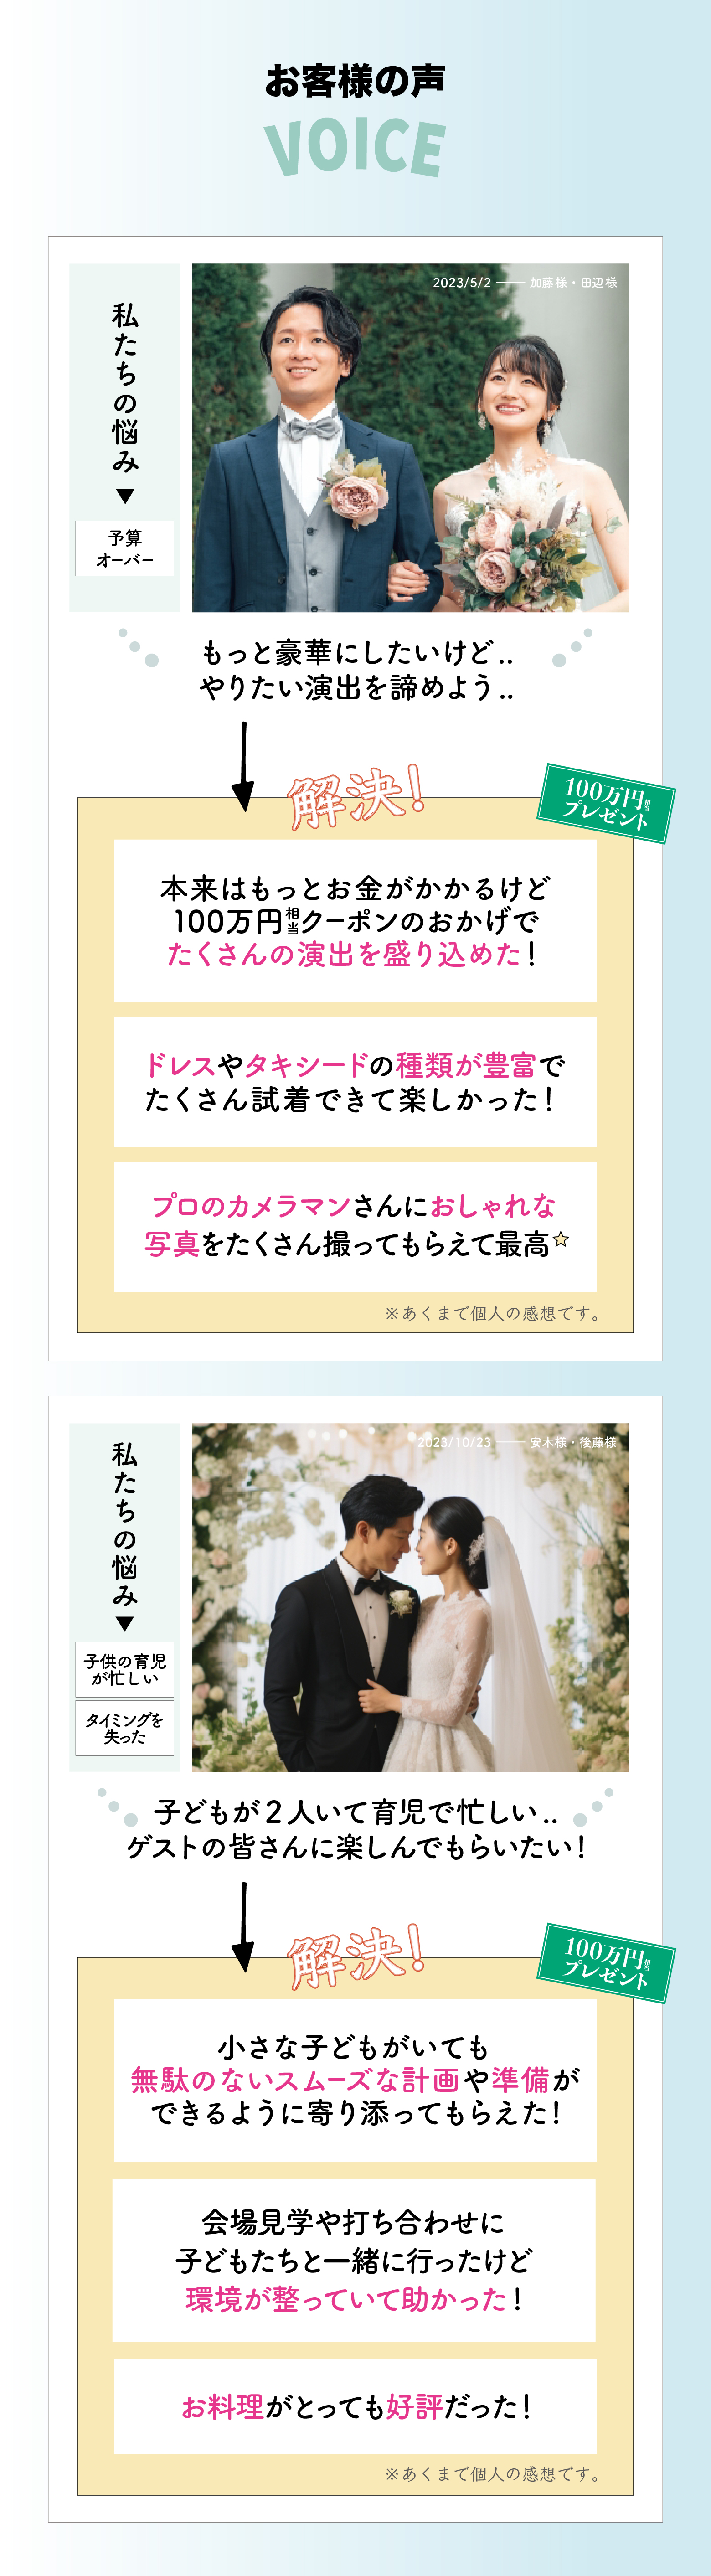 お客様の声
VOICE
2023/5/2 ―― 加藤様・田辺様
私たちの悩み
▼
予算
オーバー
もっと豪華にしたいけど..
やりたい演出を諦めよう..
解決!
100万円相当
プレゼント
本来はもっとお金がかかるけど
100万円相当クーポンのおかげで
たくさんの演出を盛り込めた!
ドレスやタキシードの種類が豊富で
たくさん試着できて楽しかった!
プロのカメラマンさんにおしゃれな
写真をたくさん撮ってもらえて最高☆
※あくまで個人の感想です。
2023/10/23 ―― 安木様・後藤様
私たちの悩み
▼
子供の育児
が忙しい
タイミングを
失った
子どもが2人いて育児で忙しい..
ゲストの皆さんに楽しんでもらいたい!
解決!
100万円相当
プレゼント
小さな子どもがいても
無駄のないスムーズな計画や準備が
できるように寄り添ってもらえた!
会場見学や打ち合わせに
子どもたちと一緒に行ったけど
環境が整っていて助かった!
お料理がとっても好評だった!
※あくまで個人の感想です。